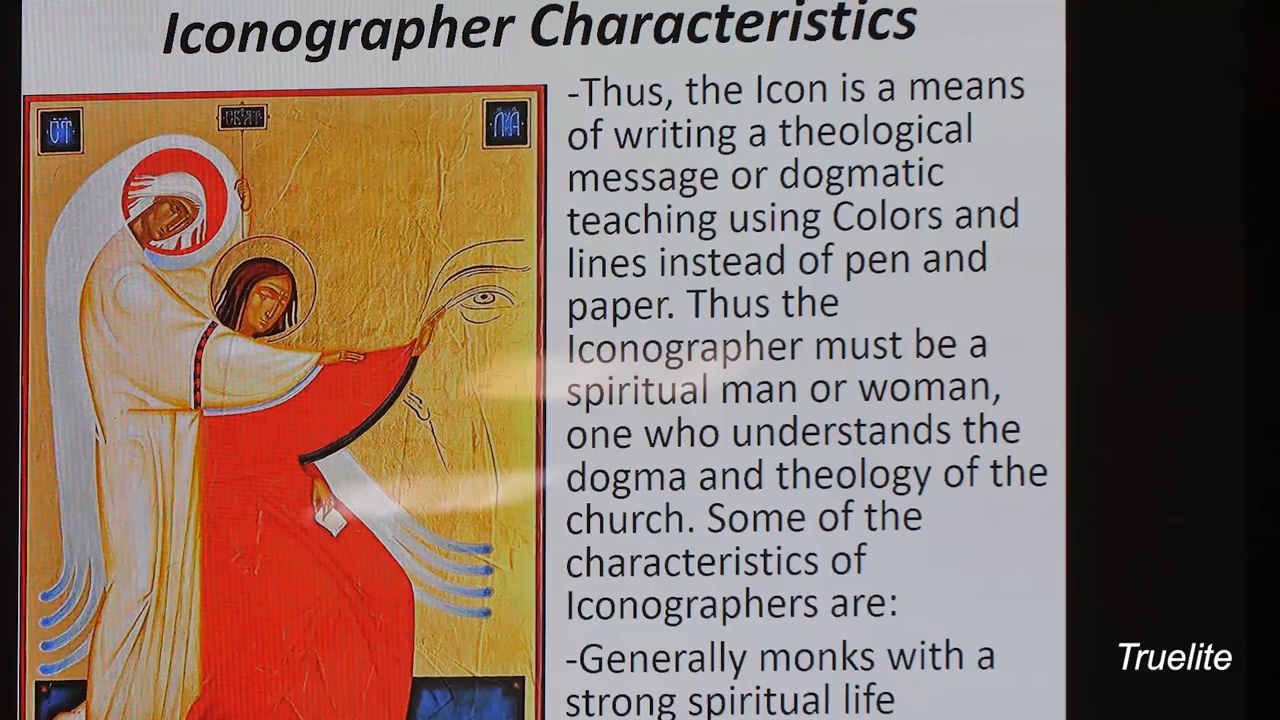 Iconographer Characteristics
-Thus, the Icon is a means
of writing a theological
message or dogmatic
teaching using Colors and
lines instead of pen and
paper. Thus the
Iconographer must be a
spiritual man or woman,
one who understands the
dogma and theology of the
church. Some of the
characteristics of
Iconographers are:
-Generally monks with a
strong spiritual life
Truelite